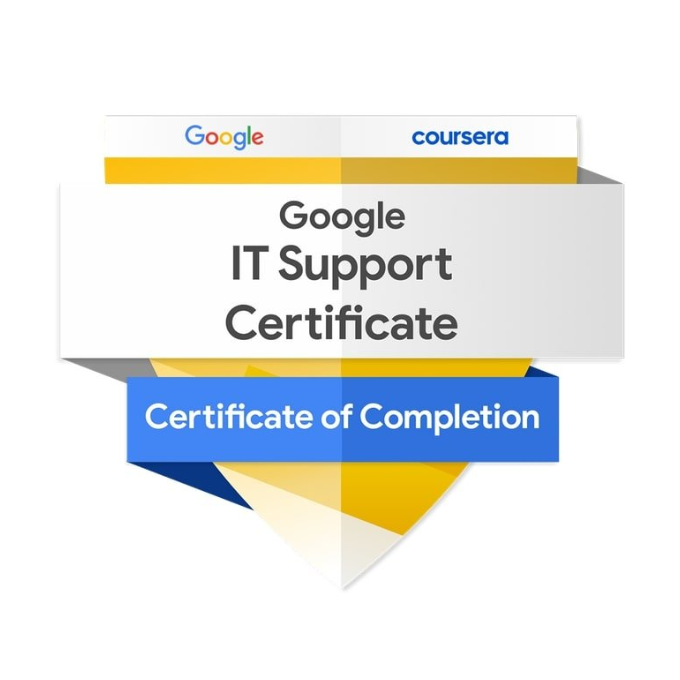 Google coursera
Google
IT Support
Certificate
Certificate of Completion